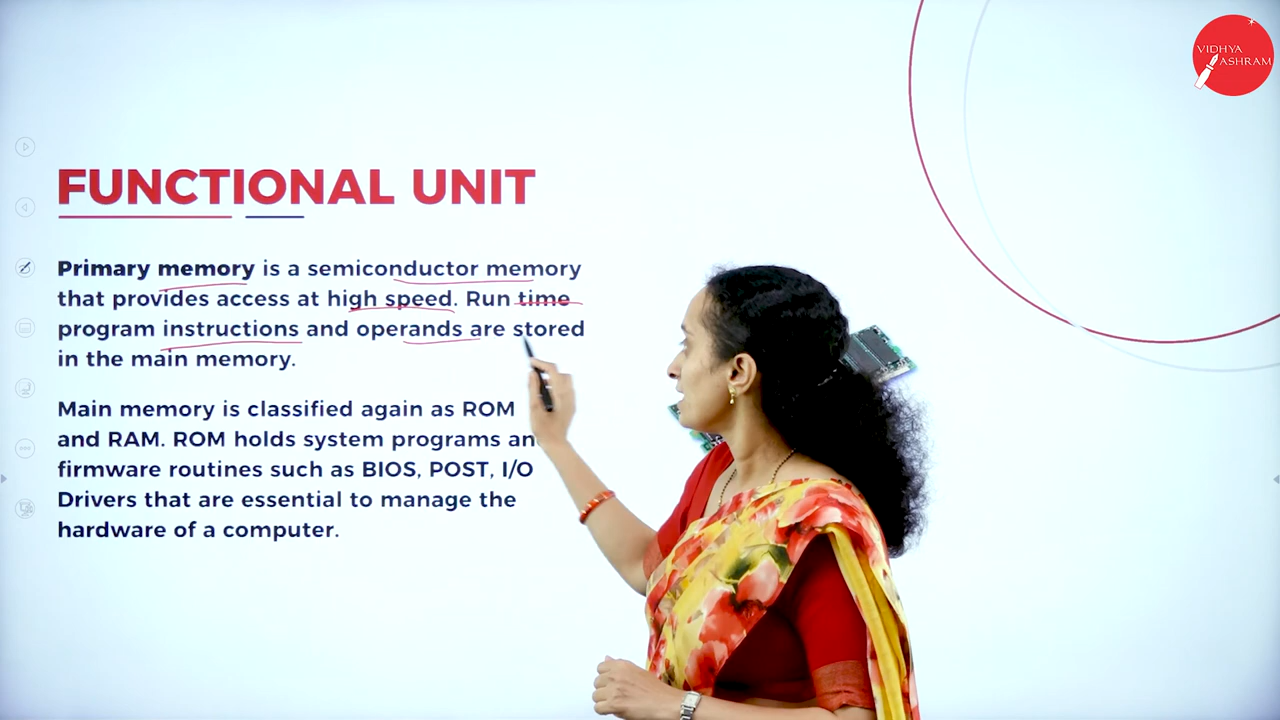 VIDHYA
ASHRAM
FUNCTIONAL UNIT
Primary memory is a semiconductor memory
that provides access at high speed. Run time
program instructions and operands are stored
in the main memory.
Main memory is classified again as ROM
and RAM. ROM holds system programs an
firmware routines such as BIOS, POST, I/O
Drivers that are essential to manage the
hardware of a computer.